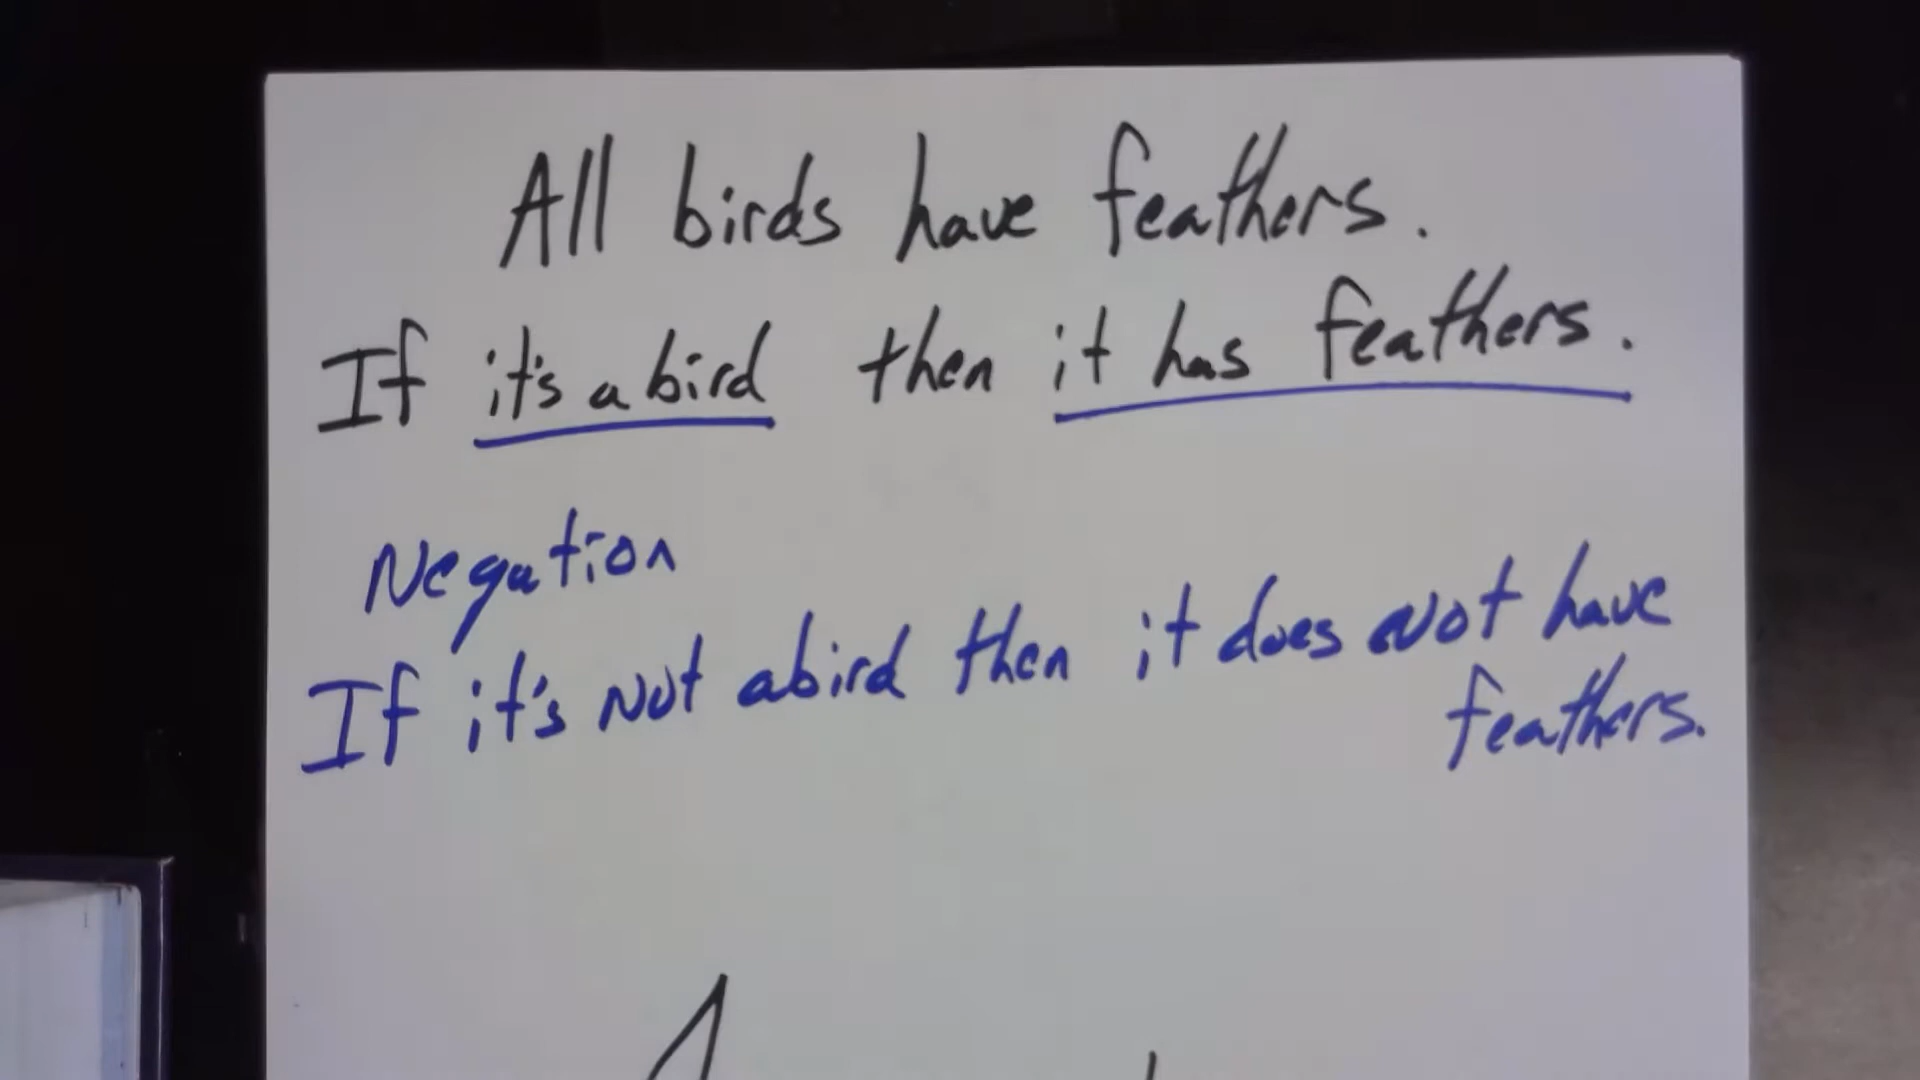 All birds have feathers.
If it's a bird then it has feathers.
Negation
If it's not a bird then it does not have
feathers.